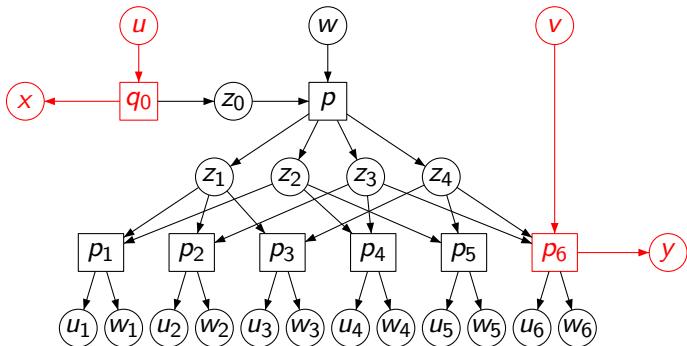 u w v
x q₀ z₀ p
z₁ z₂ z₃ z₄
p₁ p₂ p₃ p₄ p₅ p₆ y
u₁ w₁ u₂ w₂ u₃ w₃ u₄ w₄ u₅ w₅ u₆ w₆